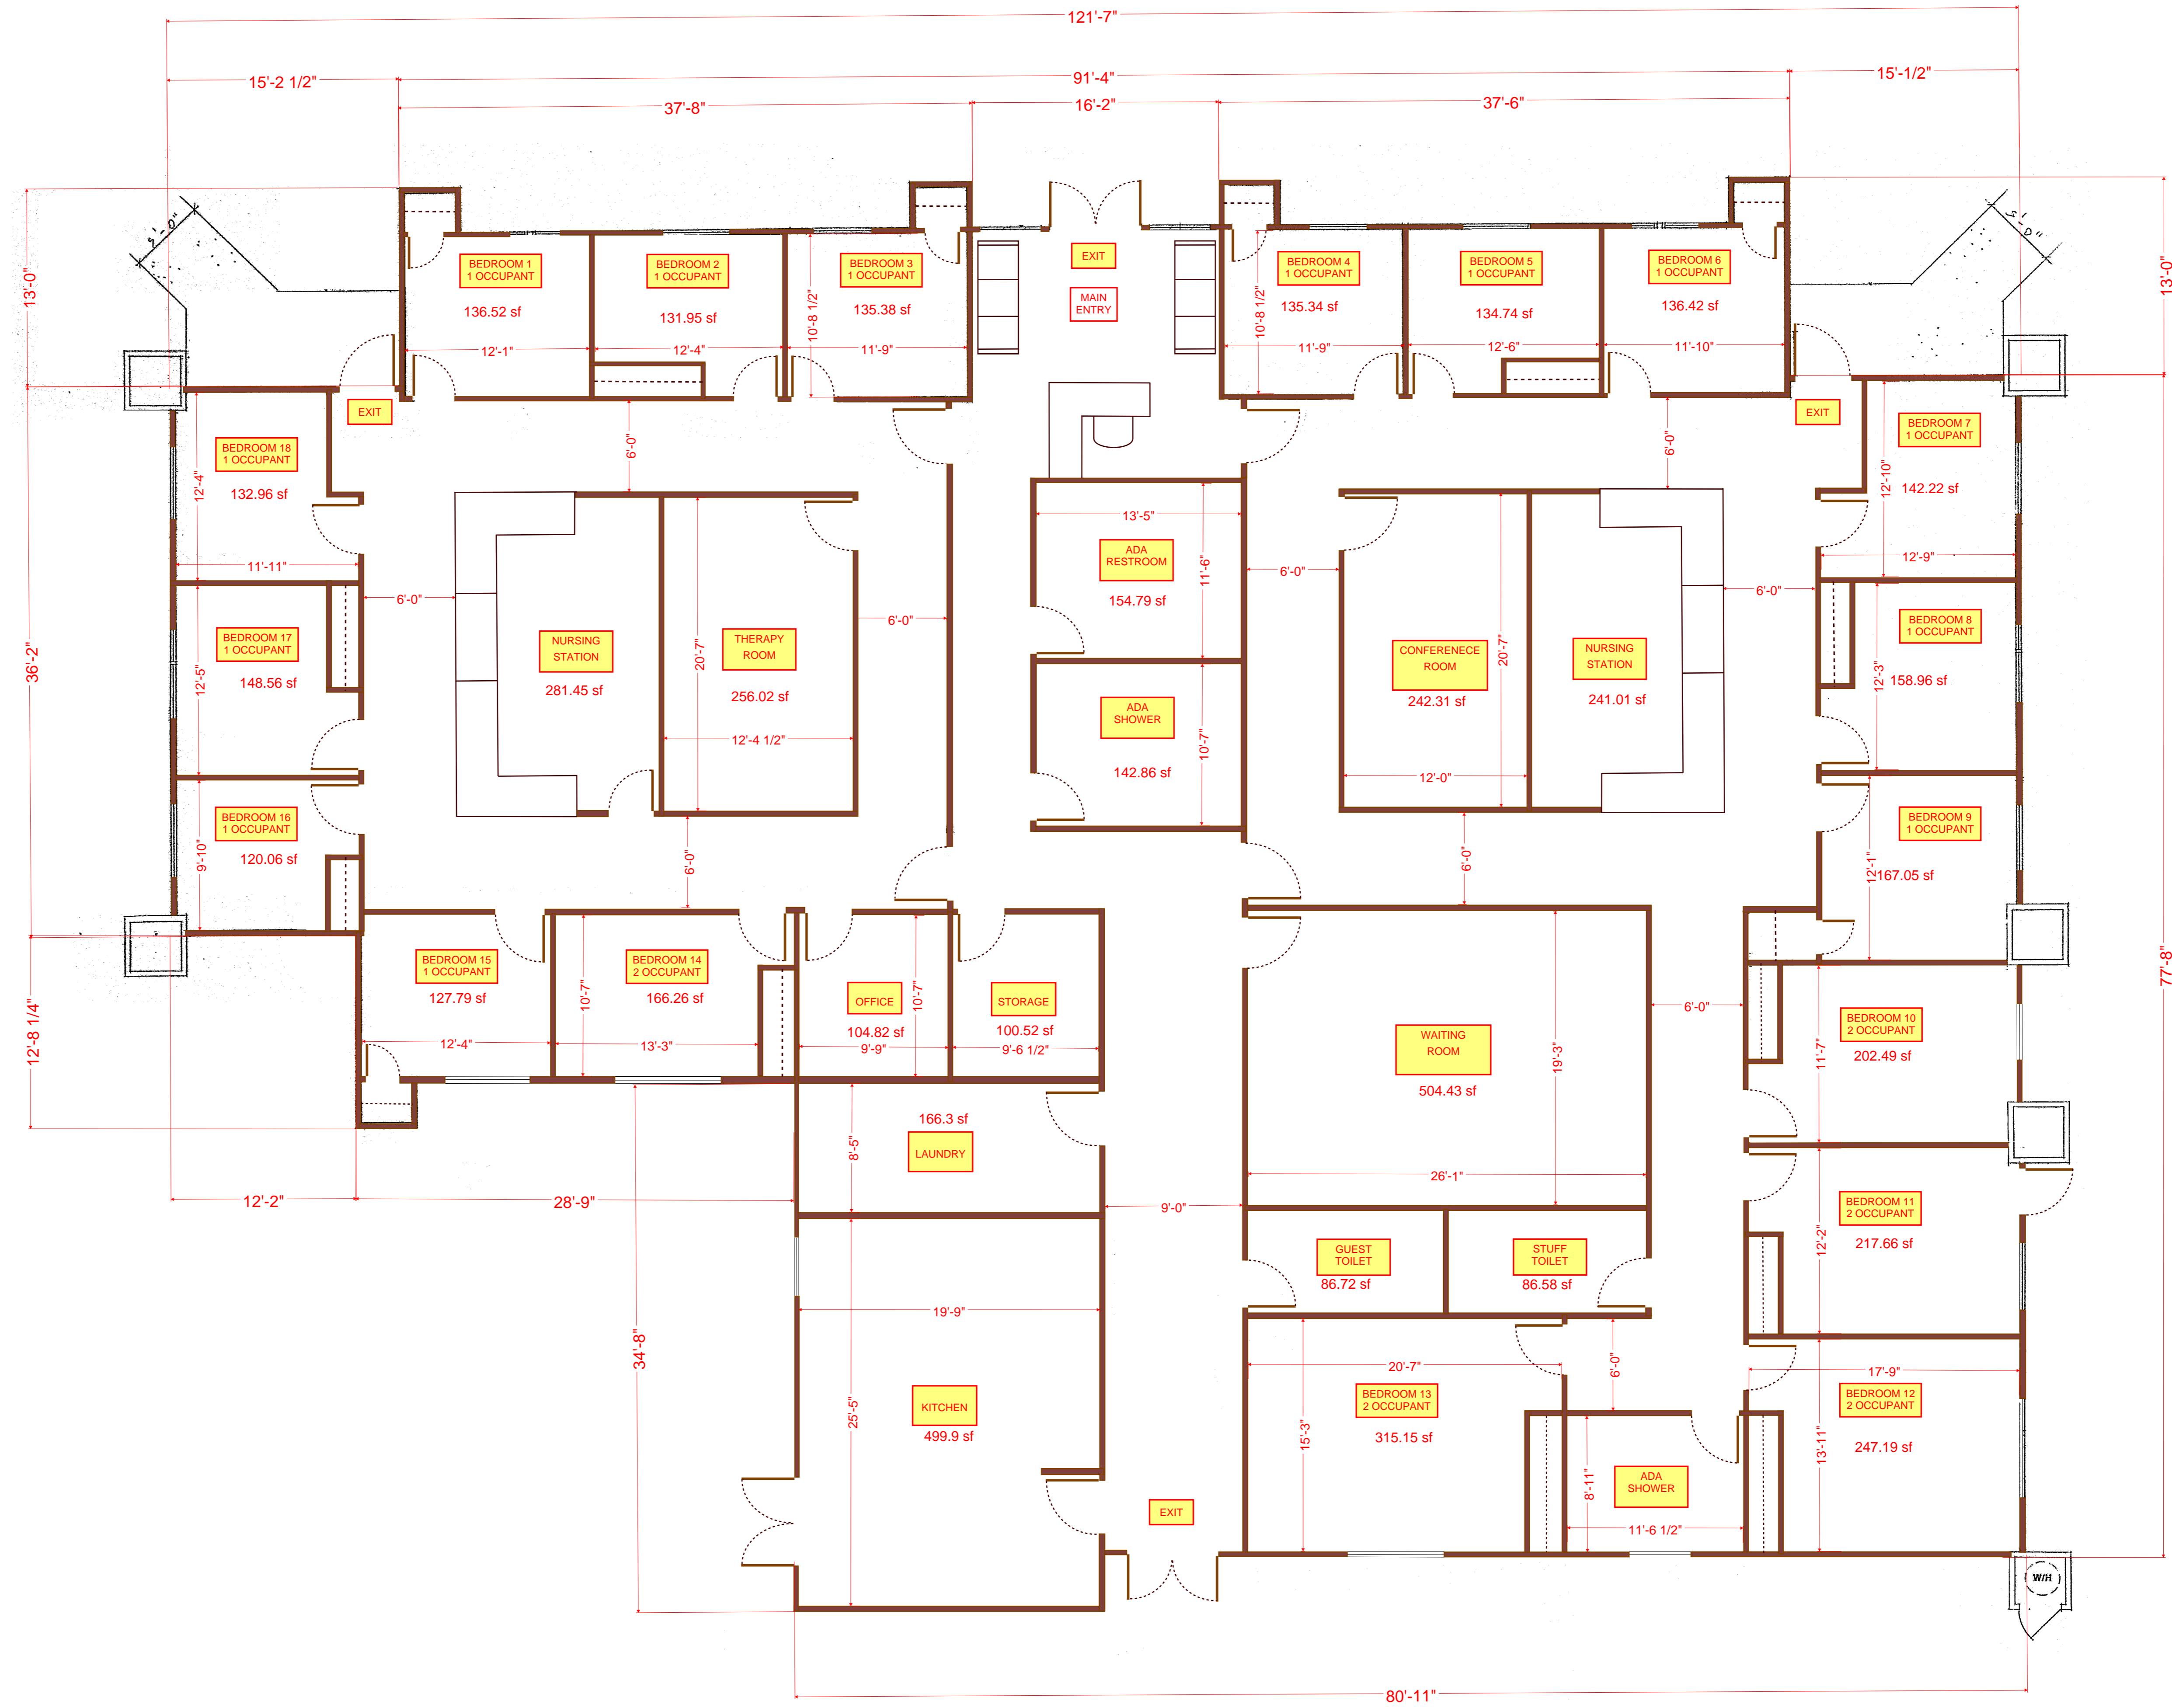 121'-7"
15'-2 1/2"
91'-4"
15'-1/2"
37'-8"
16'-2"
37'-6"
5'-0"
5'-0"
13'-0"
13'-0"
BEDROOM 1
1 OCCUPANT
136.52 sf
12'-1"
BEDROOM 2
1 OCCUPANT
131.95 sf
12'-4"
BEDROOM 3
1 OCCUPANT
135.38 sf
10'-8 1/2"
11'-9"
EXIT
MAIN
ENTRY
BEDROOM 4
1 OCCUPANT
135.34 sf
10'-8 1/2"
11'-9"
BEDROOM 5
1 OCCUPANT
134.74 sf
12'-6"
BEDROOM 6
1 OCCUPANT
136.42 sf
11'-10"
EXIT
EXIT
6'-0"
6'-0"
BEDROOM 18
1 OCCUPANT
132.96 sf
12'-4"
11'-11"
BEDROOM 7
1 OCCUPANT
142.22 sf
12'-10"
12'-9"
13'-5"
ADA
RESTROOM
154.79 sf
11'-6"
6'-0"
6'-0"
6'-0"
6'-0"
36'-2"
BEDROOM 17
1 OCCUPANT
148.56 sf
12'-5"
NURSING
STATION
281.45 sf
THERAPY
ROOM
256.02 sf
20'-7"
12'-4 1/2"
ADA
SHOWER
142.86 sf
10'-7"
CONFERENECE
ROOM
242.31 sf
20'-7"
12'-0"
NURSING
STATION
241.01 sf
BEDROOM 8
1 OCCUPANT
158.96 sf
12'-3"
BEDROOM 16
1 OCCUPANT
120.06 sf
9'-10"
6'-0"
6'-0"
BEDROOM 9
1 OCCUPANT
167.05 sf
12'-1"
77'-8"
12'-8 1/4"
BEDROOM 15
1 OCCUPANT
127.79 sf
12'-4"
BEDROOM 14
2 OCCUPANT
166.26 sf
10'-7"
13'-3"
OFFICE
104.82 sf
10'-7"
9'-9"
STORAGE
100.52 sf
9'-6 1/2"
WAITING
ROOM
504.43 sf
19'-3"
26'-1"
6'-0"
BEDROOM 10
2 OCCUPANT
202.49 sf
11'-7"
166.3 sf
LAUNDRY
8'-5"
12'-2"
28'-9"
9'-0"
BEDROOM 11
2 OCCUPANT
217.66 sf
12'-2"
GUEST
TOILET
86.72 sf
STUFF
TOILET
86.58 sf
19'-9"
34'-8"
KITCHEN
499.9 sf
25'-5"
20'-7"
BEDROOM 13
2 OCCUPANT
315.15 sf
15'-3"
6'-0"
17'-9"
BEDROOM 12
2 OCCUPANT
247.19 sf
13'-11"
ADA
SHOWER
8'-11"
11'-6 1/2"
EXIT
W/H
80'-11"